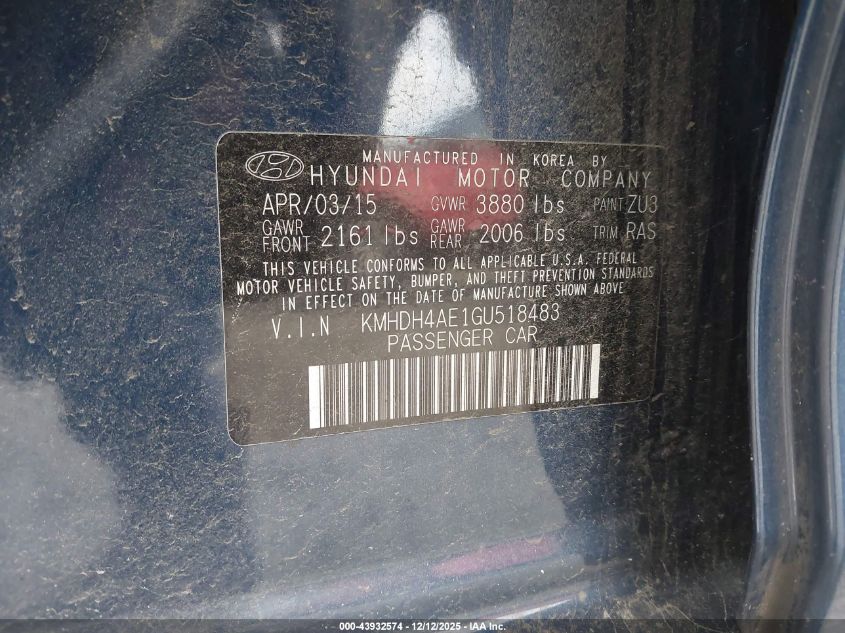 MANUFACTURED IN KOREA BY
HYUNDAI MOTOR COMPANY
APR/03/15 GVWR 3880 lbs PAINT ZU3
GAWR FRONT 2161 lbs GAWR REAR 2006 lbs TRIM RAS
THIS VEHICLE CONFORMS TO ALL APPLICABLE U.S.A. FEDERAL
MOTOR VEHICLE SAFETY, BUMPER, AND THEFT PREVENTION STANDARDS
IN EFFECT ON THE DATE OF MANUFACTURE SHOWN ABOVE
V.I.N KMHDH4AE1GU518483
PASSENGER CAR
000-43932574 - 12/12/2025 - IAA Inc.